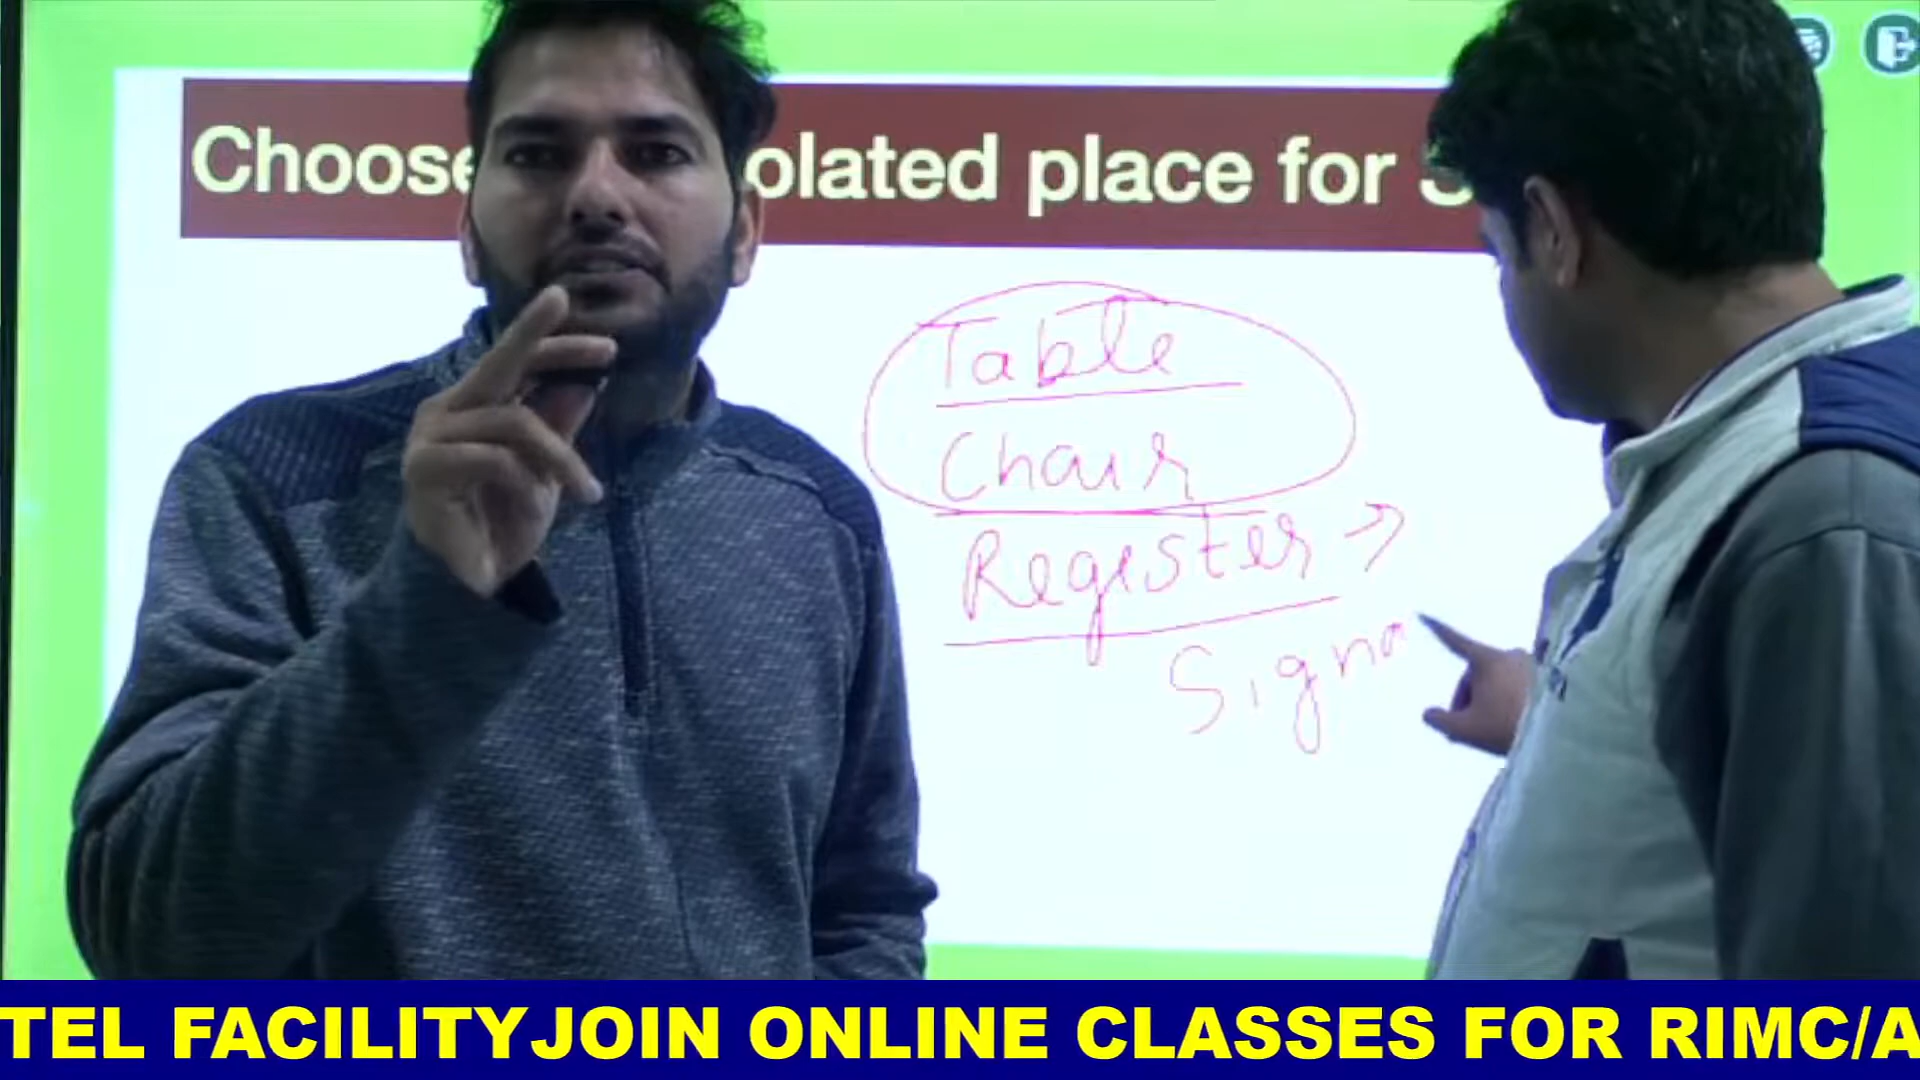 Choose olated place for
Table
Chair
Register →
Signa
TEL FACILITYJOIN ONLINE CLASSES FOR RIMC/A